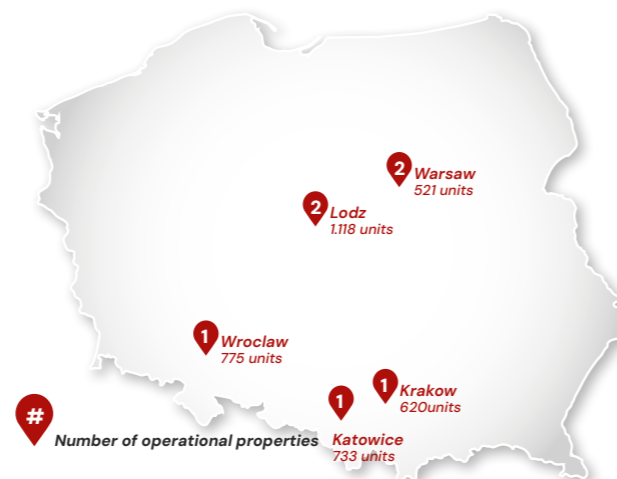 2
Warsaw
521 units
2
Lodz
1.118 units
1
Wroclaw
775 units
1
Krakow
620units
1
Katowice
733 units
#
Number of operational properties